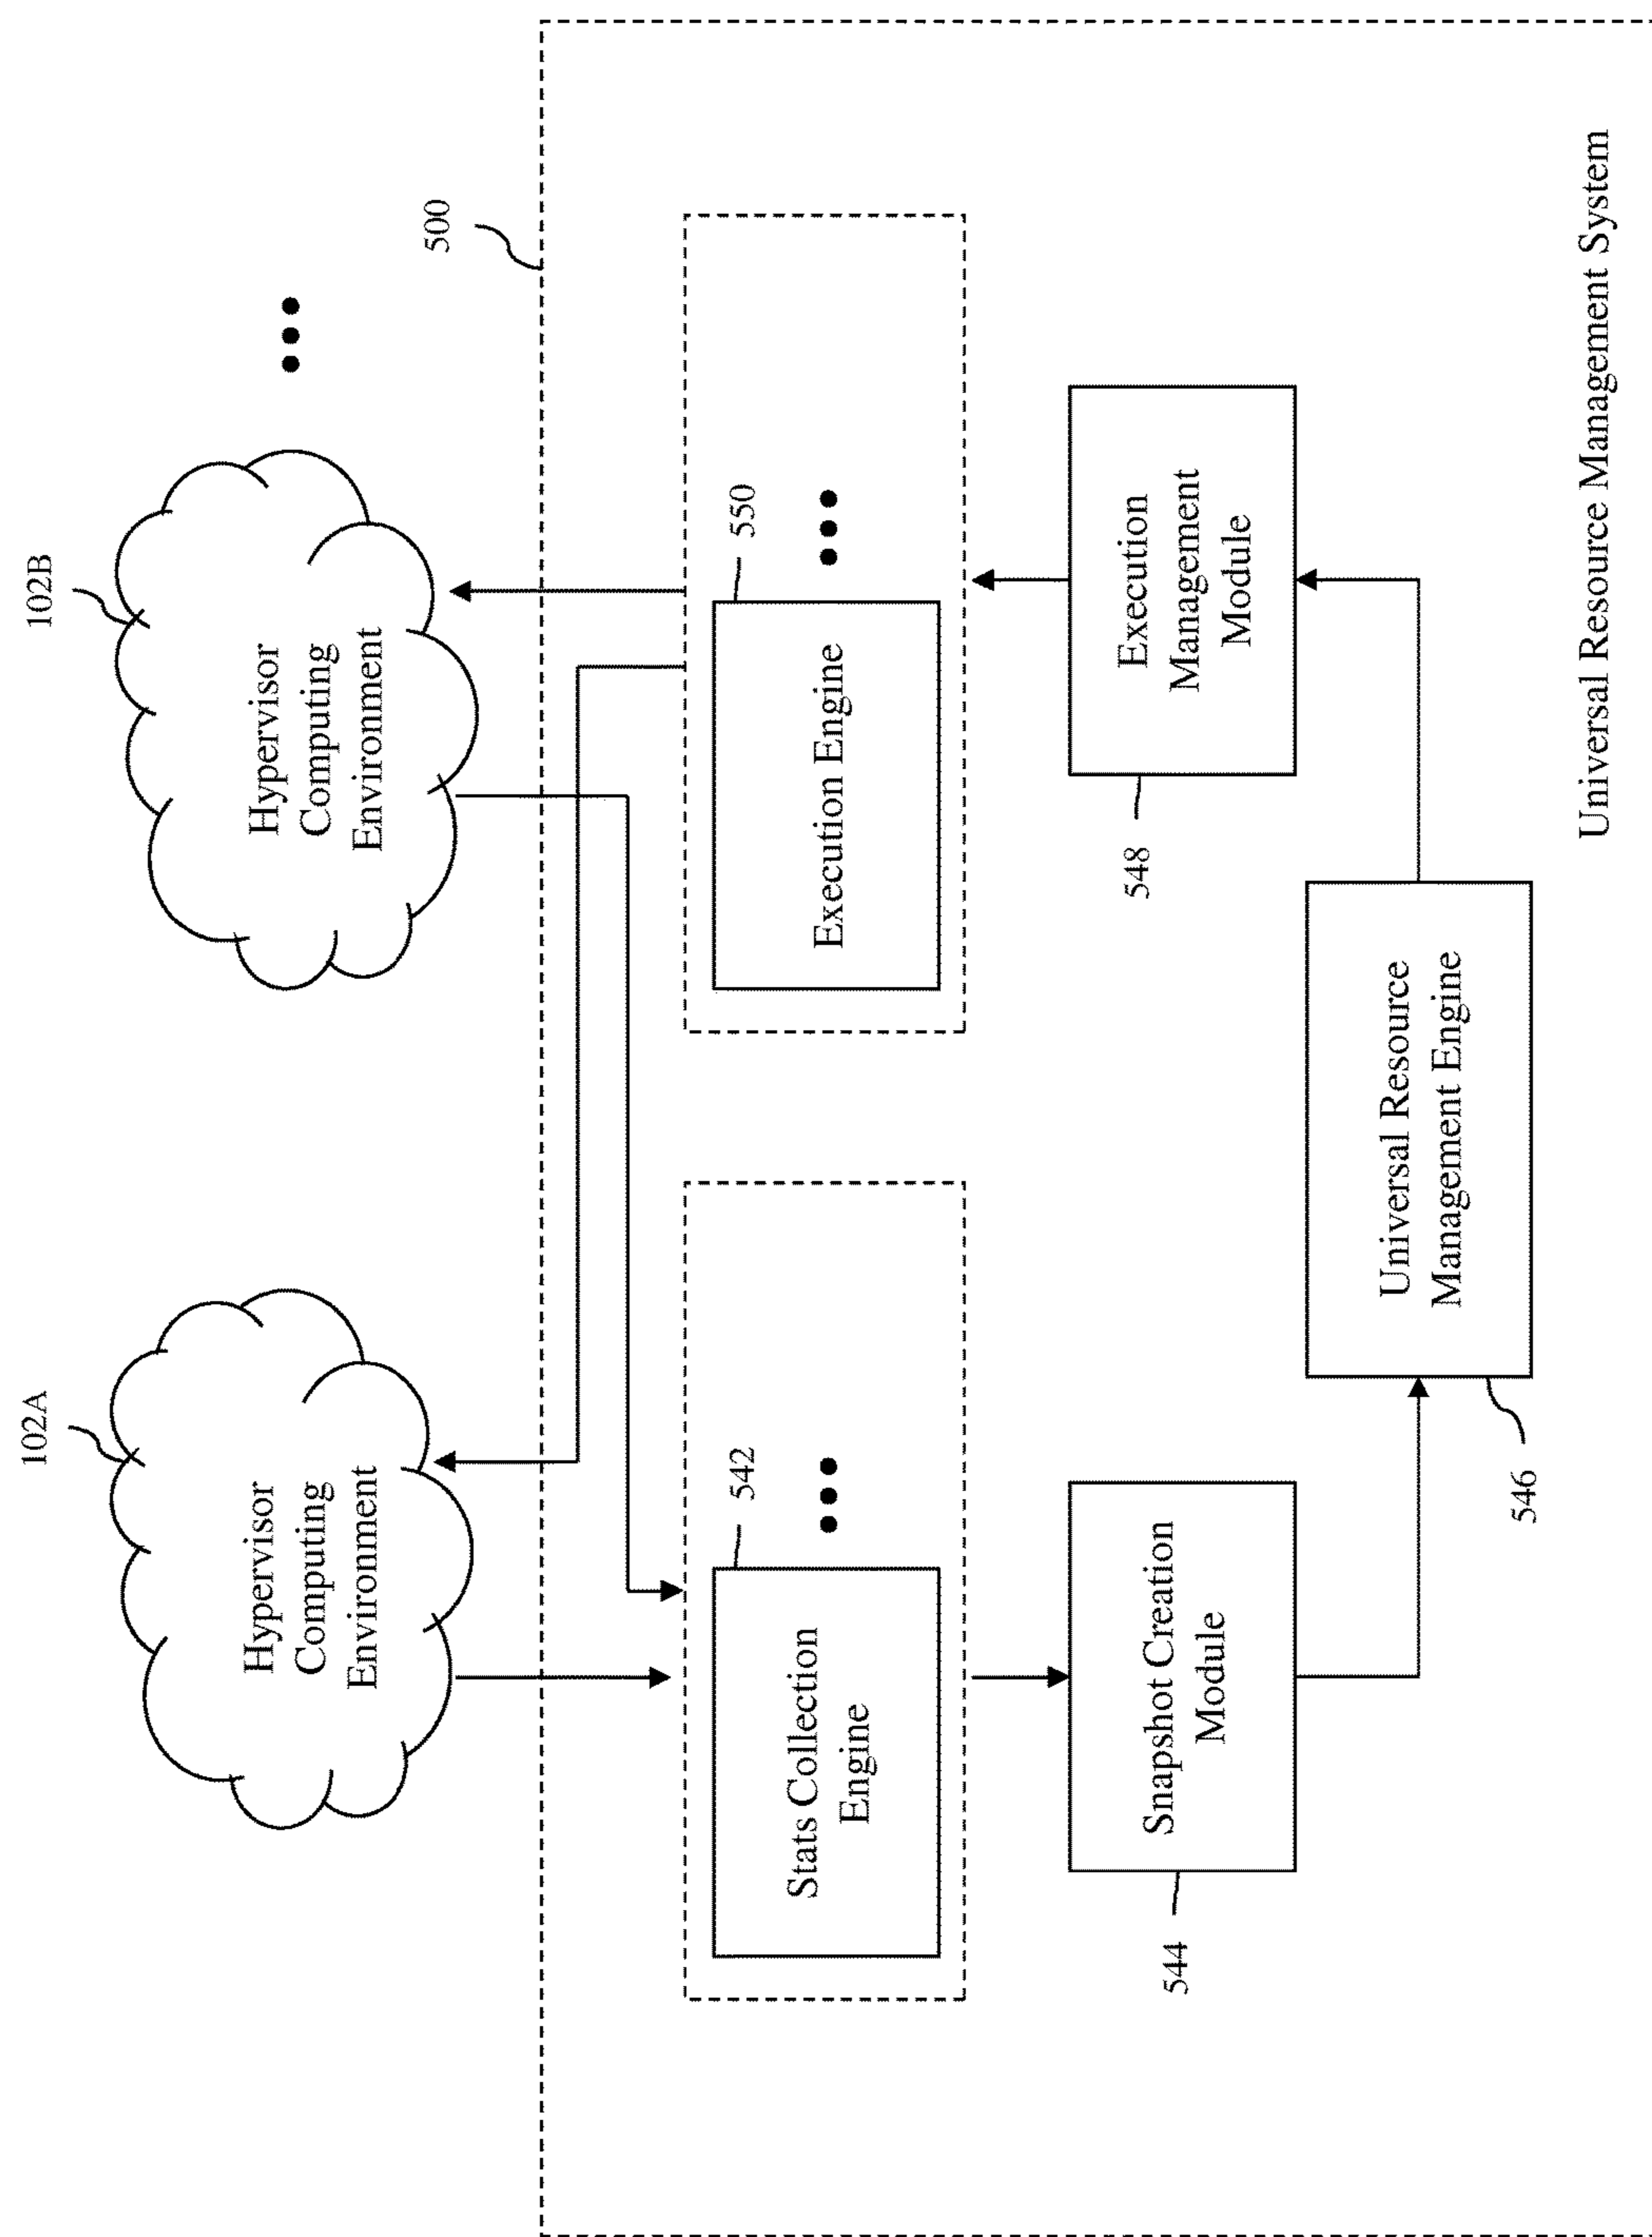 102A
102B
Hypervisor
Computing
Environment
Hypervisor
Computing
Environment
500
542
550
Stats Collection
Engine
Execution Engine
544
Snapshot Creation
Module
548
Execution
Management
Module
546
Universal Resource
Management Engine
Universal Resource Management System